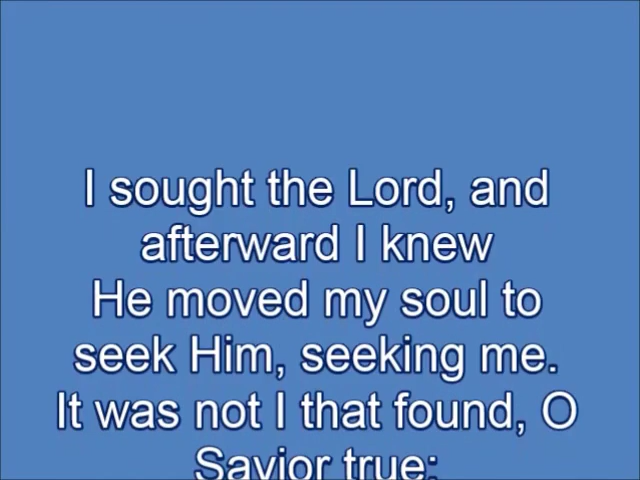 I sought the Lord, and
afterward I knew
He moved my soul to
seek Him, seeking me.
It was not I that found, O
Savior true;